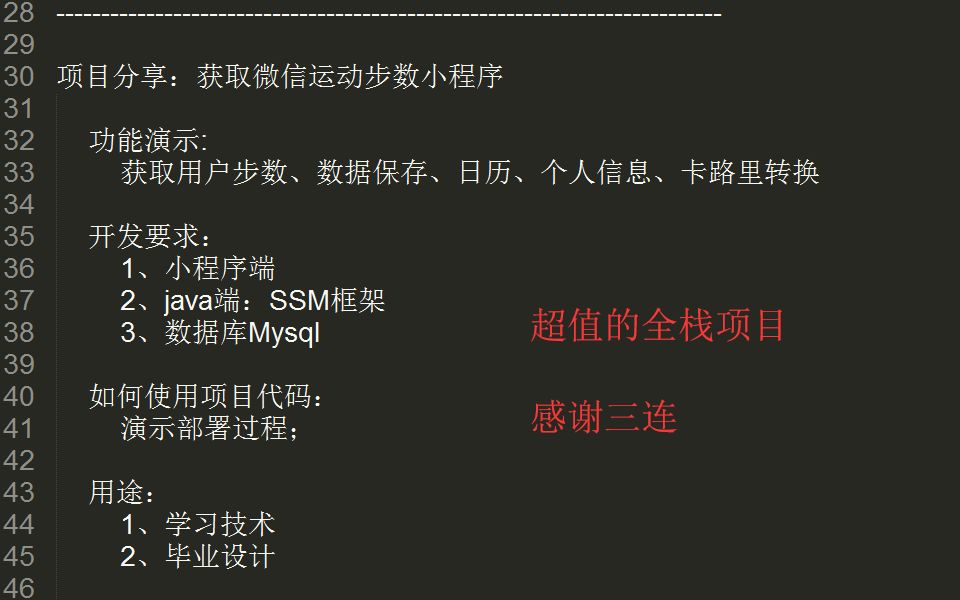 28 --------------------------------------------------------------------------
29
30 项目分享：获取微信运动步数小程序
31
32 功能演示:
33 获取用户步数、数据保存、日历、个人信息、卡路里转换
34
35 开发要求：
36 1、小程序端
37 2、java端：SSM框架
38 3、数据库Mysql
超值的全栈项目
39
40 如何使用项目代码：
41 演示部署过程；
感谢三连
42
43 用途：
44 1、学习技术
45 2、毕业设计
46